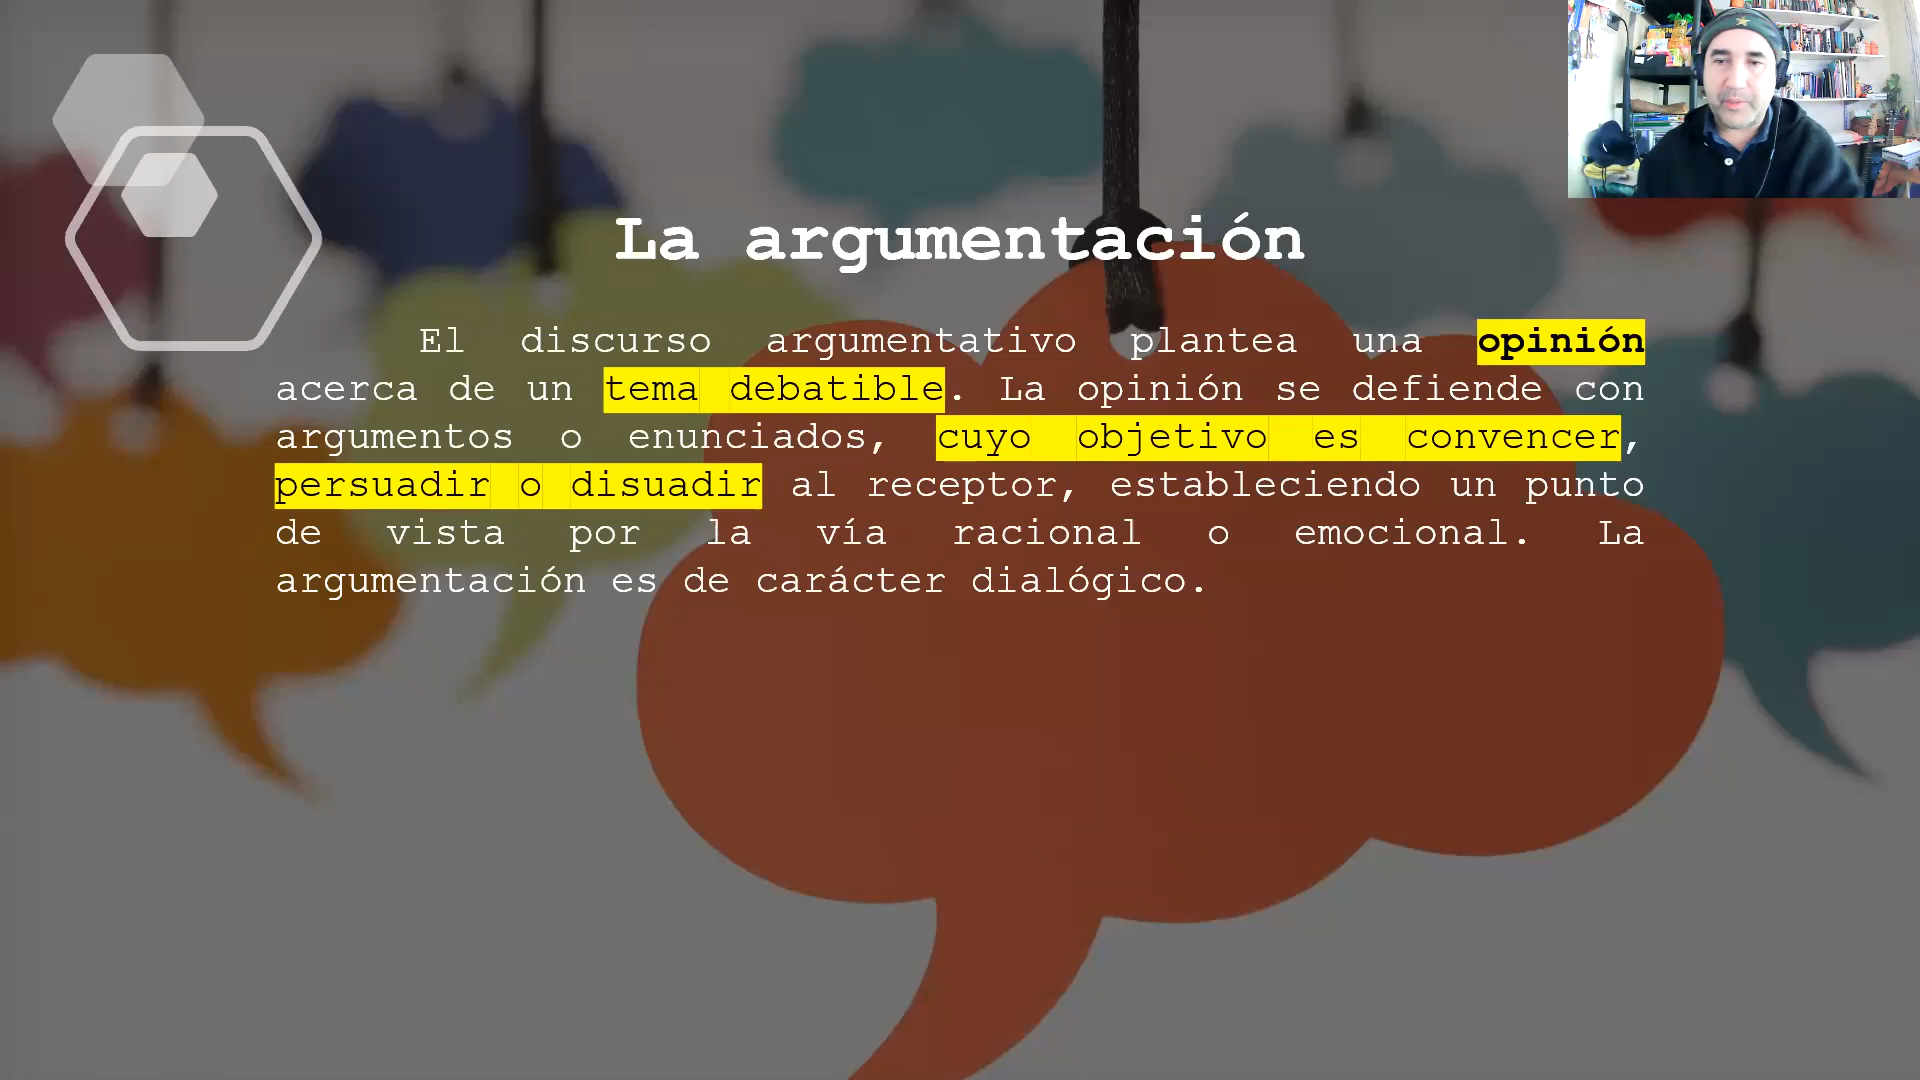 La argumentación
El discurso argumentativo plantea una opinión
acerca de un tema debatible. La opinión se defiende con
argumentos o enunciados, cuyo objetivo es convencer,
persuadir o disuadir al receptor, estableciendo un punto
de vista por la vía racional o emocional. La
argumentación es de carácter dialógico.